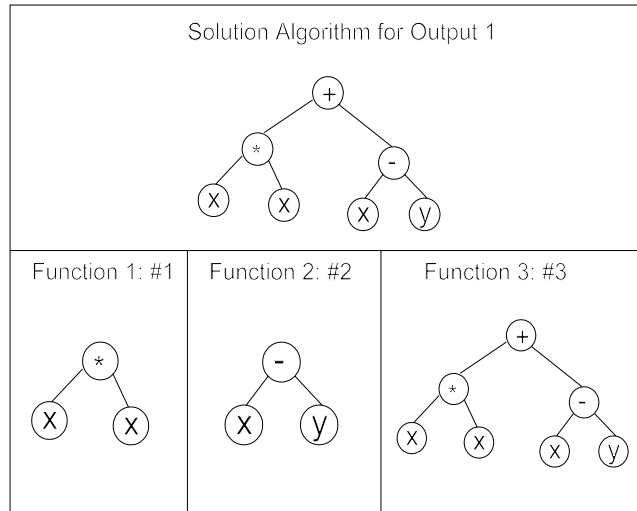 Solution Algorithm for Output 1
+
* -
x x x y
Function 1: #1 Function 2: #2 Function 3: #3
*
x x
-
x y
+
* -
x x x y